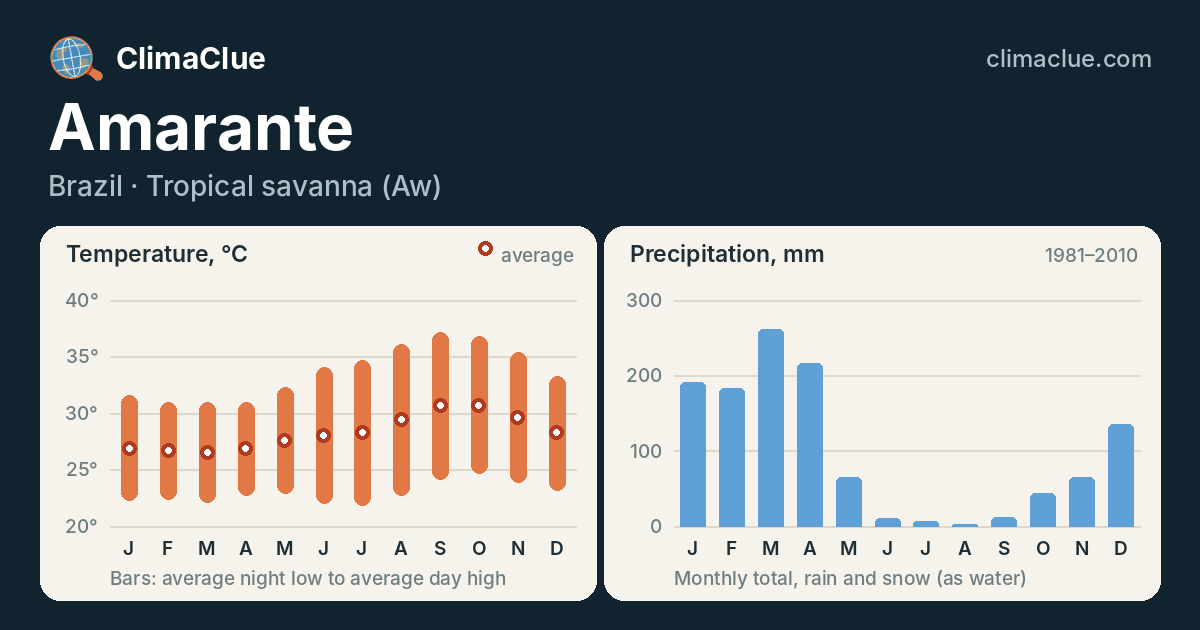 ClimaClue
climaclue.com
Amarante
Brazil · Tropical savanna (Aw)
Temperature, °C
average
40°
35°
30°
25°
20°
J F M A M J J A S O N D
Bars: average night low to average day high
Precipitation, mm
1981–2010
300
200
100
0
J F M A M J J A S O N D
Monthly total, rain and snow (as water)